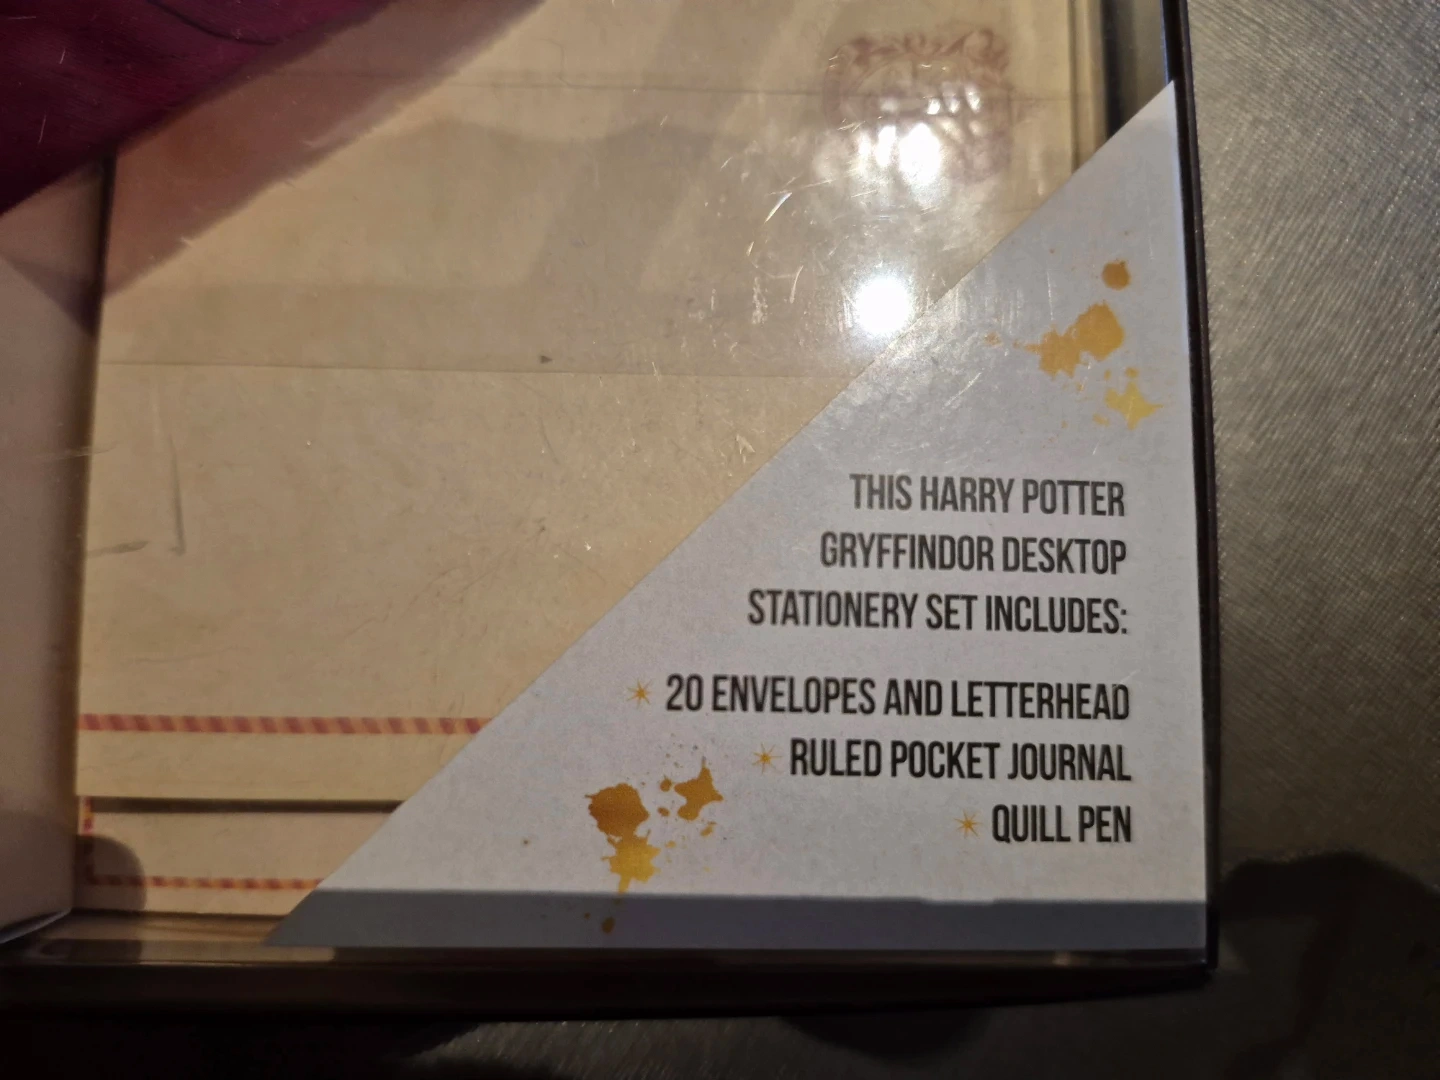 THIS HARRY POTTER
GRYFFINDOR DESKTOP
STATIONERY SET INCLUDES:
20 ENVELOPES AND LETTERHEAD
RULED POCKET JOURNAL
QUILL PEN